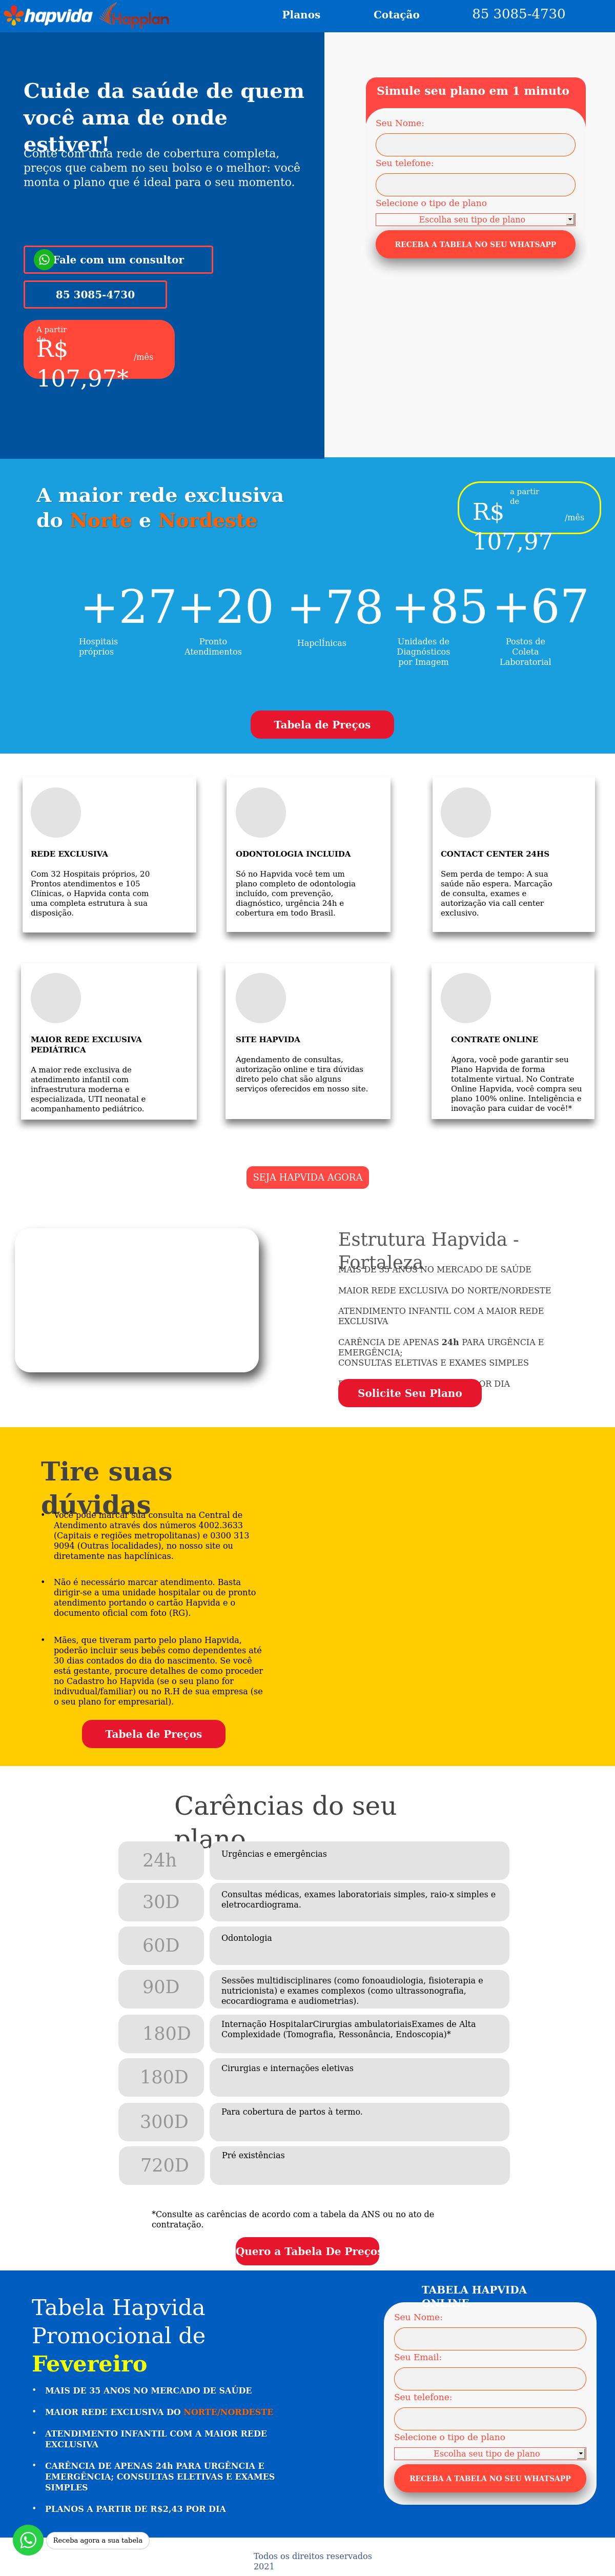 hapvida Happlan
Planos
Cotação
85 3085-4730
Cuide da saúde de quem
você ama de onde
estiver!
Conte com uma rede de cobertura completa,
preços que cabem no seu bolso e o melhor: você
monta o plano que é ideal para o seu momento.
Fale com um consultor
85 3085-4730
A partir
R$
107,97*
/mês
Simule seu plano em 1 minuto
Seu Nome:
Seu telefone:
Selecione o tipo de plano
Escolha seu tipo de plano
RECEBA A TABELA NO SEU WHATSAPP
A maior rede exclusiva
do Norte e Nordeste
a partir
de
R$
107,97
/mês
+27
Hospitais
próprios
+20
Pronto
Atendimentos
+78
HapclÍnicas
+85
Unidades de
Diagnósticos
por Imagem
+67
Postos de
Coleta
Laboratorial
Tabela de Preços
REDE EXCLUSIVA
Com 32 Hospitais próprios, 20
Prontos atendimentos e 105
Clínicas, o Hapvida conta com
uma completa estrutura à sua
disposição.
ODONTOLOGIA INCLUIDA
Só no Hapvida você tem um
plano completo de odontologia
incluído, com prevenção,
diagnóstico, urgência 24h e
cobertura em todo Brasil.
CONTACT CENTER 24HS
Sem perda de tempo: A sua
saúde não espera. Marcação
de consulta, exames e
autorização via call center
exclusivo.
MAIOR REDE EXCLUSIVA
PEDIÁTRICA
A maior rede exclusiva de
atendimento infantil com
infraestrutura moderna e
especializada, UTI neonatal e
acompanhamento pediátrico.
SITE HAPVIDA
Agendamento de consultas,
autorização online e tira dúvidas
direto pelo chat são alguns
serviços oferecidos em nosso site.
CONTRATE ONLINE
Agora, você pode garantir seu
Plano Hapvida de forma
totalmente virtual. No Contrate
Online Hapvida, você compra seu
plano 100% online. Inteligência e
inovação para cuidar de você!*
SEJA HAPVIDA AGORA
Estrutura Hapvida -
Fortaleza
MAIS DE 35 ANOS NO MERCADO DE SAÚDE
MAIOR REDE EXCLUSIVA DO NORTE/NORDESTE
ATENDIMENTO INFANTIL COM A MAIOR REDE
EXCLUSIVA
CARÊNCIA DE APENAS 24h PARA URGÊNCIA E
EMERGÊNCIA;
CONSULTAS ELETIVAS E EXAMES SIMPLES
DIA
Solicite Seu Plano
Tire suas
dúvidas
• Você pode marcar sua consulta na Central de
Atendimento através dos números 4002.3633
(Capitais e regiões metropolitanas) e 0300 313
9094 (Outras localidades), no nosso site ou
diretamente nas hapclínicas.
• Não é necessário marcar atendimento. Basta
dirigir-se a uma unidade hospitalar ou de pronto
atendimento portando o cartão Hapvida e o
documento oficial com foto (RG).
• Mães, que tiveram parto pelo plano Hapvida,
poderão incluir seus bebês como dependentes até
30 dias contados do dia do nascimento. Se você
está gestante, procure detalhes de como proceder
no Cadastro ho Hapvida (se o seu plano for
indivudual/familiar) ou no R.H de sua empresa (se
o seu plano for empresarial).
Tabela de Preços
Carências do seu
plano
24h
Urgências e emergências
30D
Consultas médicas, exames laboratoriais simples, raio-x simples e
eletrocardiograma.
60D
Odontologia
90D
Sessões multidisciplinares (como fonoaudiologia, fisioterapia e
nutricionista) e exames complexos (como ultrassonografia,
ecocardiograma e audiometrias).
180D
Internação HospitalarCirurgias ambulatoriaisExames de Alta
Complexidade (Tomografia, Ressonância, Endoscopia)*
180D
Cirurgias e internações eletivas
300D
Para cobertura de partos à termo.
720D
Pré existências
*Consulte as carências de acordo com a tabela da ANS ou no ato de
contratação.
Quero a Tabela De Preços
Tabela Hapvida
Promocional de
Fevereiro
• MAIS DE 35 ANOS NO MERCADO DE SAÚDE
• MAIOR REDE EXCLUSIVA DO NORTE/NORDESTE
• ATENDIMENTO INFANTIL COM A MAIOR REDE
EXCLUSIVA
• CARÊNCIA DE APENAS 24h PARA URGÊNCIA E
EMERGÊNCIA; CONSULTAS ELETIVAS E EXAMES
SIMPLES
• PLANOS A PARTIR DE R$2,43 POR DIA
TABELA HAPVIDA
ONLINE
Seu Nome:
Seu Email:
Seu telefone:
Selecione o tipo de plano
Escolha seu tipo de plano
RECEBA A TABELA NO SEU WHATSAPP
Receba agora a sua tabela
Todos os direitos reservados
2021